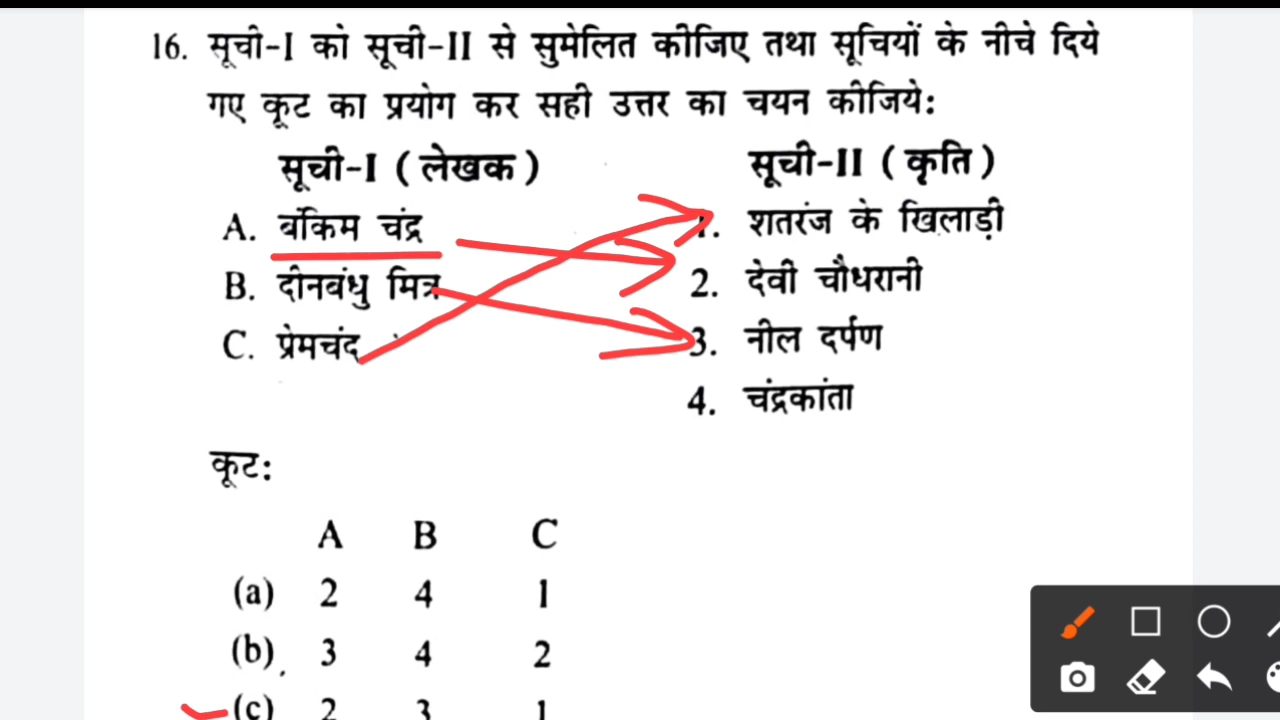 16. सूची-I को सूची-II से सुमेलित कीजिए तथा सूचियों के नीचे दिये
गए कूट का प्रयोग कर सही उत्तर का चयन कीजिये:
सूची-I (लेखक) सूची-II (कृति)
A. बंकिम चंद्र 1. शतरंज के खिलाड़ी
B. दीनबंधु मित्र 2. देवी चौधरानी
C. प्रेमचंद 3. नील दर्पण
4. चंद्रकांता
कूट:
A B C
(a) 2 4 1
(b) 3 4 2
(c) 2 3 1